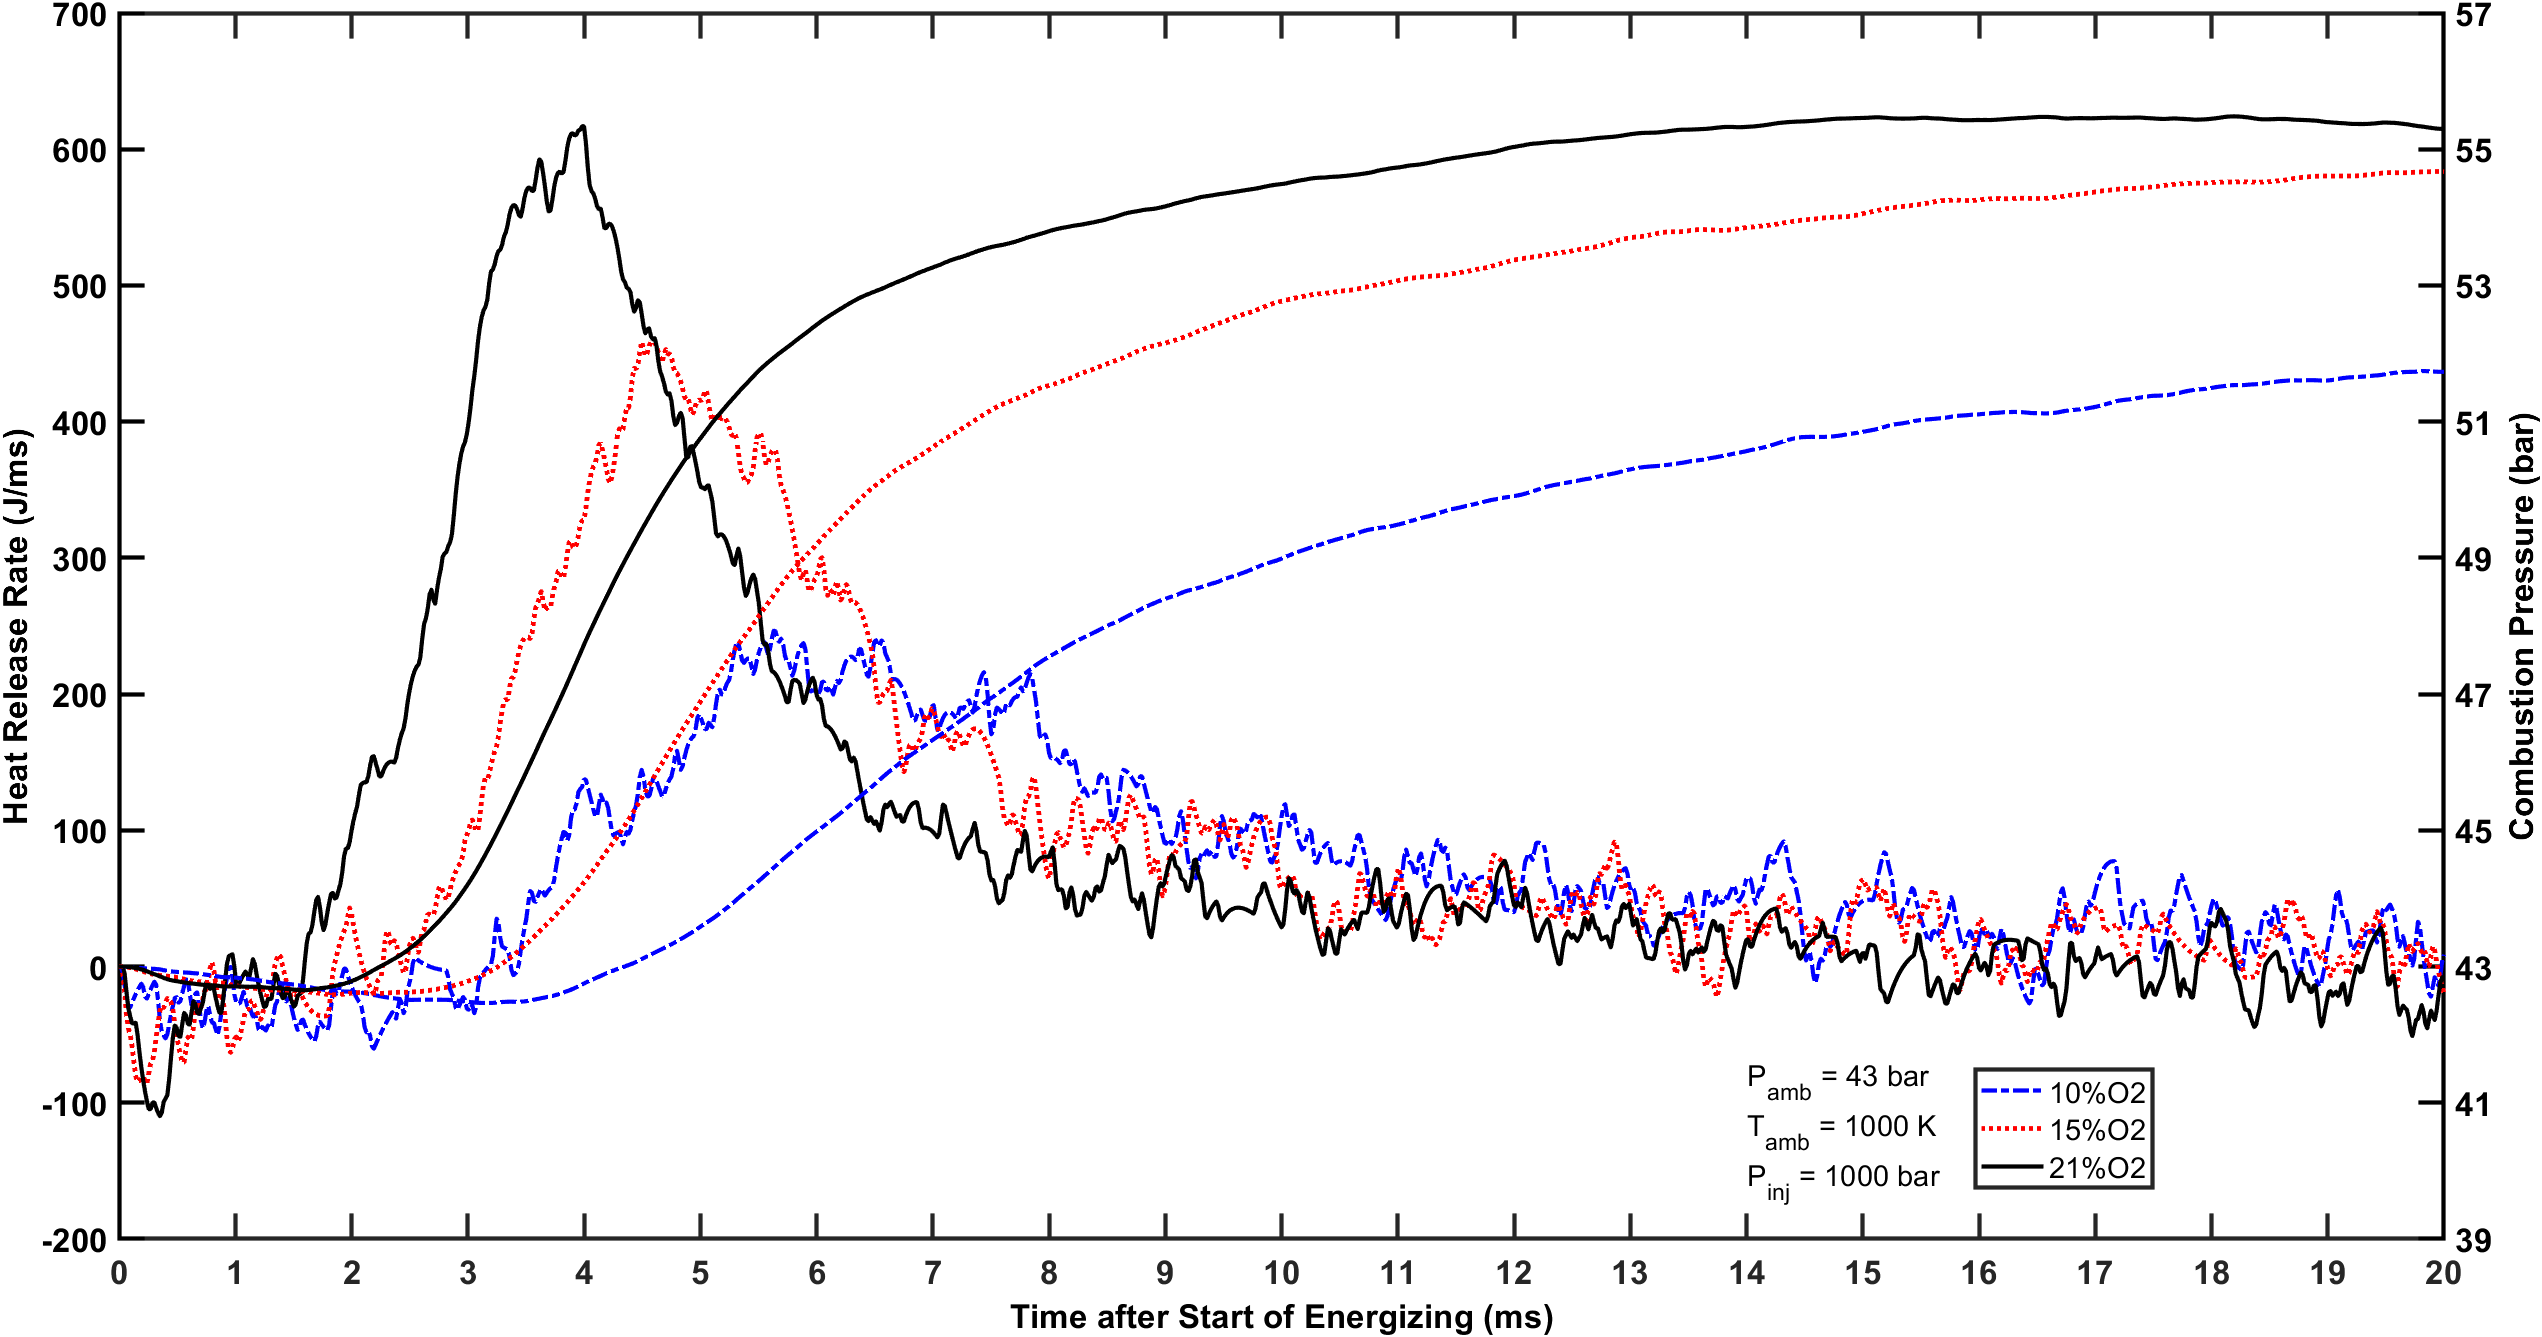 700
600
500
400
300
200
100
0
-100
-200
Heat Release Rate (J/ms)
57
55
53
51
49
47
45
43
41
39
Combustion Pressure (bar)
P_amb = 43 bar
T_amb = 1000 K
P_inj = 1000 bar
10%O2
15%O2
21%O2
0 1 2 3 4 5 6 7 8 9 10 11 12 13 14 15 16 17 18 19 20
Time after Start of Energizing (ms)